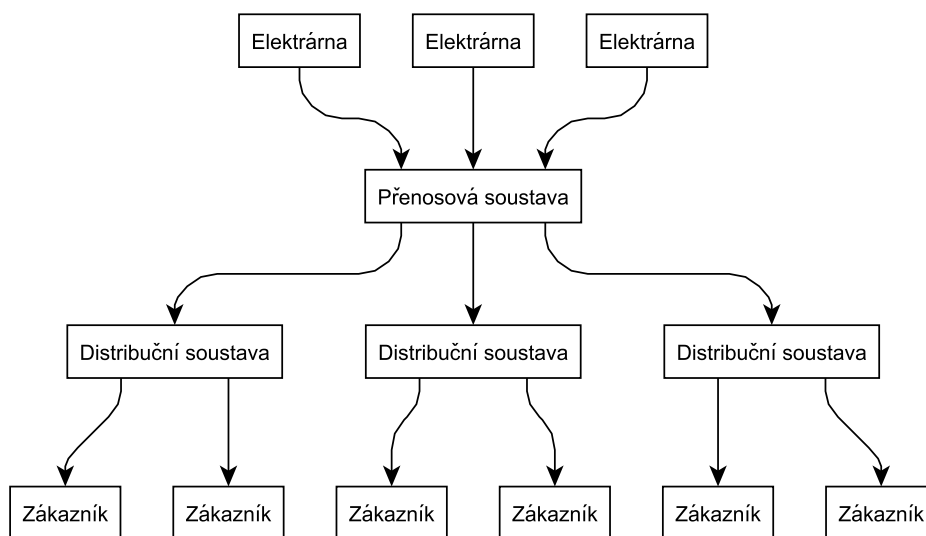 Elektrárna
Elektrárna
Elektrárna
Přenosová soustava
Distribuční soustava
Distribuční soustava
Distribuční soustava
Zákazník
Zákazník
Zákazník
Zákazník
Zákazník
Zákazník